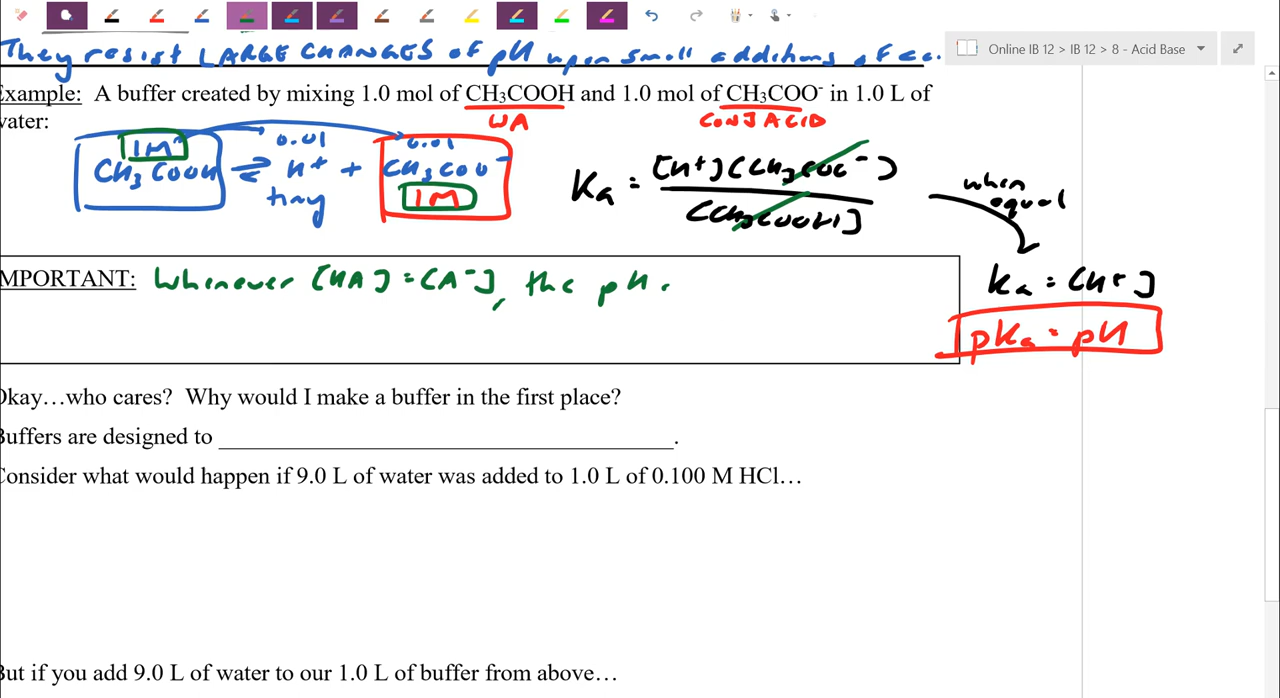 They resist LARGE CHANGES of pH upon small additions of
Online IB 12 > IB 12 > 8 - Acid Base
Example: A buffer created by mixing 1.0 mol of CH₃COOH and 1.0 mol of CH₃COO⁻ in 1.0 L of
water:
WA CONJ ACID
1M 0.01 0.01
CH₃COOH ⇌ H⁺ + CH₃COO⁻
tiny 1M
Ka = [H⁺][CH₃COO⁻]
[CH₃COOH]
when
equal
Ka = [H⁺]
pKa = pH
MPORTANT: Whenever [HA] = [A⁻], the pH
Okay…who cares? Why would I make a buffer in the first place?
Buffers are designed to ______________________________________.
Consider what would happen if 9.0 L of water was added to 1.0 L of 0.100 M HCl…
But if you add 9.0 L of water to our 1.0 L of buffer from above…